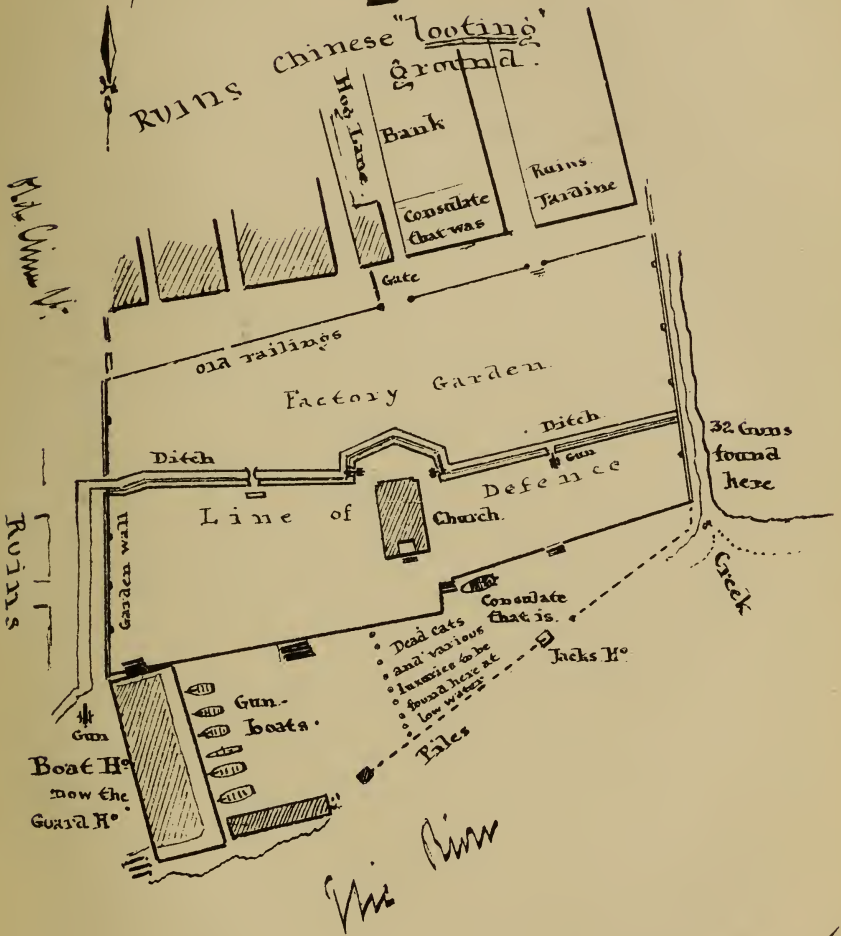 Ruins Chinese "looting"
ground.
Hog Lane.
Bank
Consulate
that was
Ruins.
Jardine
Old China St.
Gate
Old railings
Factory Garden.
Ditch
Ditch
Gun
32 Guns
found
here
Line of Defence
Church.
Ruins
Garden wall
Creek
Consulate
that is.
Dead cats
and various
luxuries to be
found here at
low water
Jacks Ho.
Piles
Gun
Gun-
boats.
Boat Ho.
now the
Guard Ho.
The River